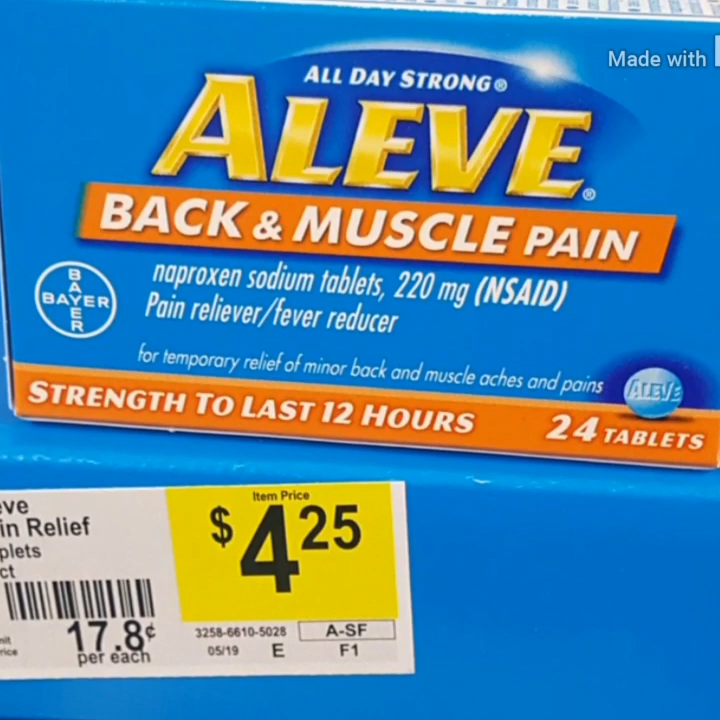 Made with
ALL DAY STRONG®
ALEVE®
BACK & MUSCLE PAIN
naproxen sodium tablets, 220 mg (NSAID)
Pain reliever/fever reducer
BAYER
BAYER
for temporary relief of minor back and muscle aches and pains
ALEVE
STRENGTH TO LAST 12 HOURS
24 TABLETS
eve
in Relief
plets
ct
Item Price
$4 25
17.8¢
per each
3258-6610-5028
A-SF
05/19 E F1